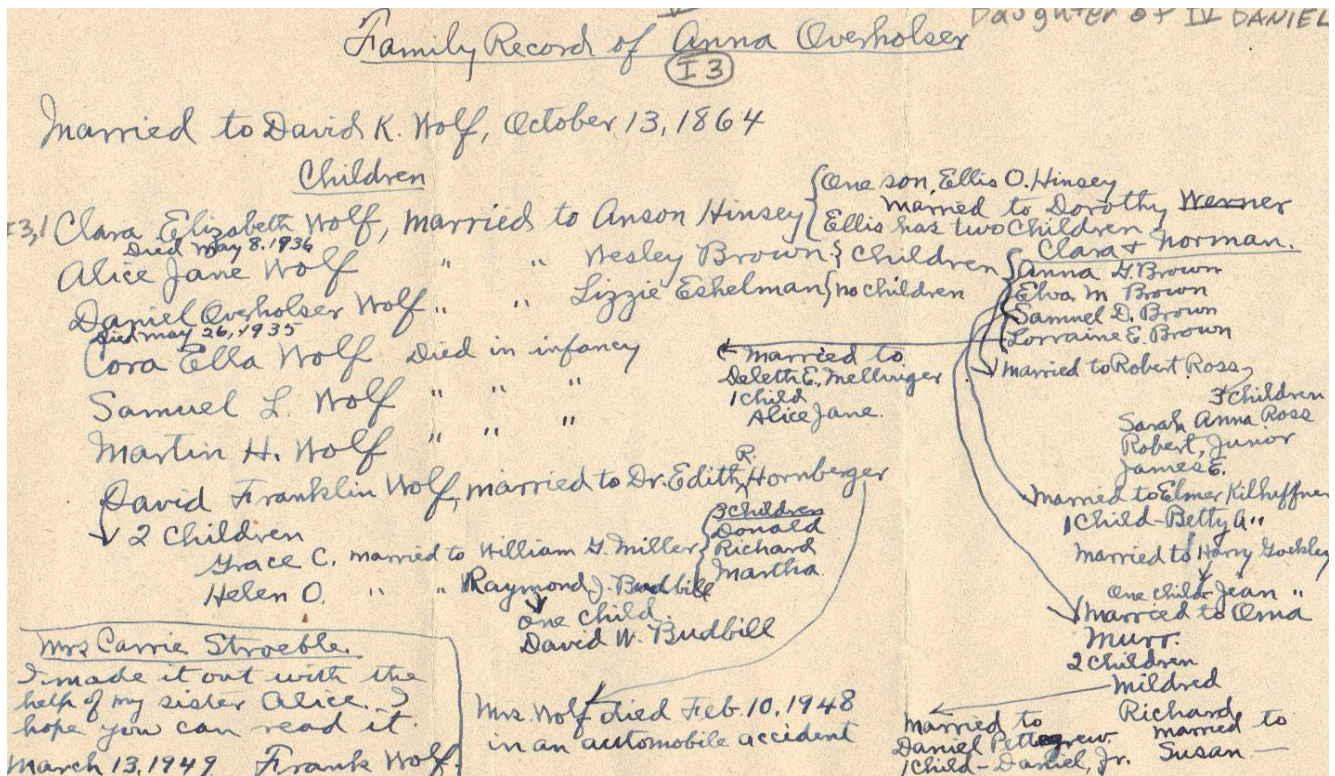 Daughter of IV DANIEL
Family Record of Anna Overholser
I 3
Married to David K. Wolf, October 13, 1864
Children
I3,1 Clara Elizabeth Wolf, married to Anson Hinsey
Died May 8, 1936
One son, Ellis O. Hinsey
married to Dorothy Werner
Ellis has two children
Clara & Norman.
Alice Jane Wolf " " Wesley Brown } Children
Anna G. Brown
Elva M. Brown
Samuel D. Brown
Lorraine E. Brown
Daniel Overholser Wolf " " Lizzie Eshelman { no children
Died May 26, 1935
Cora Ella Wolf Died in infancy
Samuel L. Wolf " " "
Martin H. Wolf " " "
Married to
Deleth E. Mellinger
1 Child
Alice Jane.
Married to Robert Ross
3 Children
Sarah Anna Ross
Robert, Junior
James E.
David Franklin Wolf, married to Dr. Edith R. Hornberger
2 Children
Grace C. married to William G. Miller
3 Children
Donald
Richard
Martha.
Helen O. " " Raymond J. Budbill
One Child
David W. Budbill
Married to Elmer Kilheffner
1 Child - Betty A "
Married to Harry Gockley
One child - Jean "
Married to Oma
Murr.
2 Children
Mildred
Richard
married to
Susan —
Married to
Daniel Pettegrew.
1 Child - Daniel, Jr.
Mrs. Wolf died Feb. 10, 1948
in an automobile accident
Mrs Carrie Stroeble.
I made it out with the
help of my sister Alice. I
hope you can read it.
March 13, 1949 Frank Wolf.